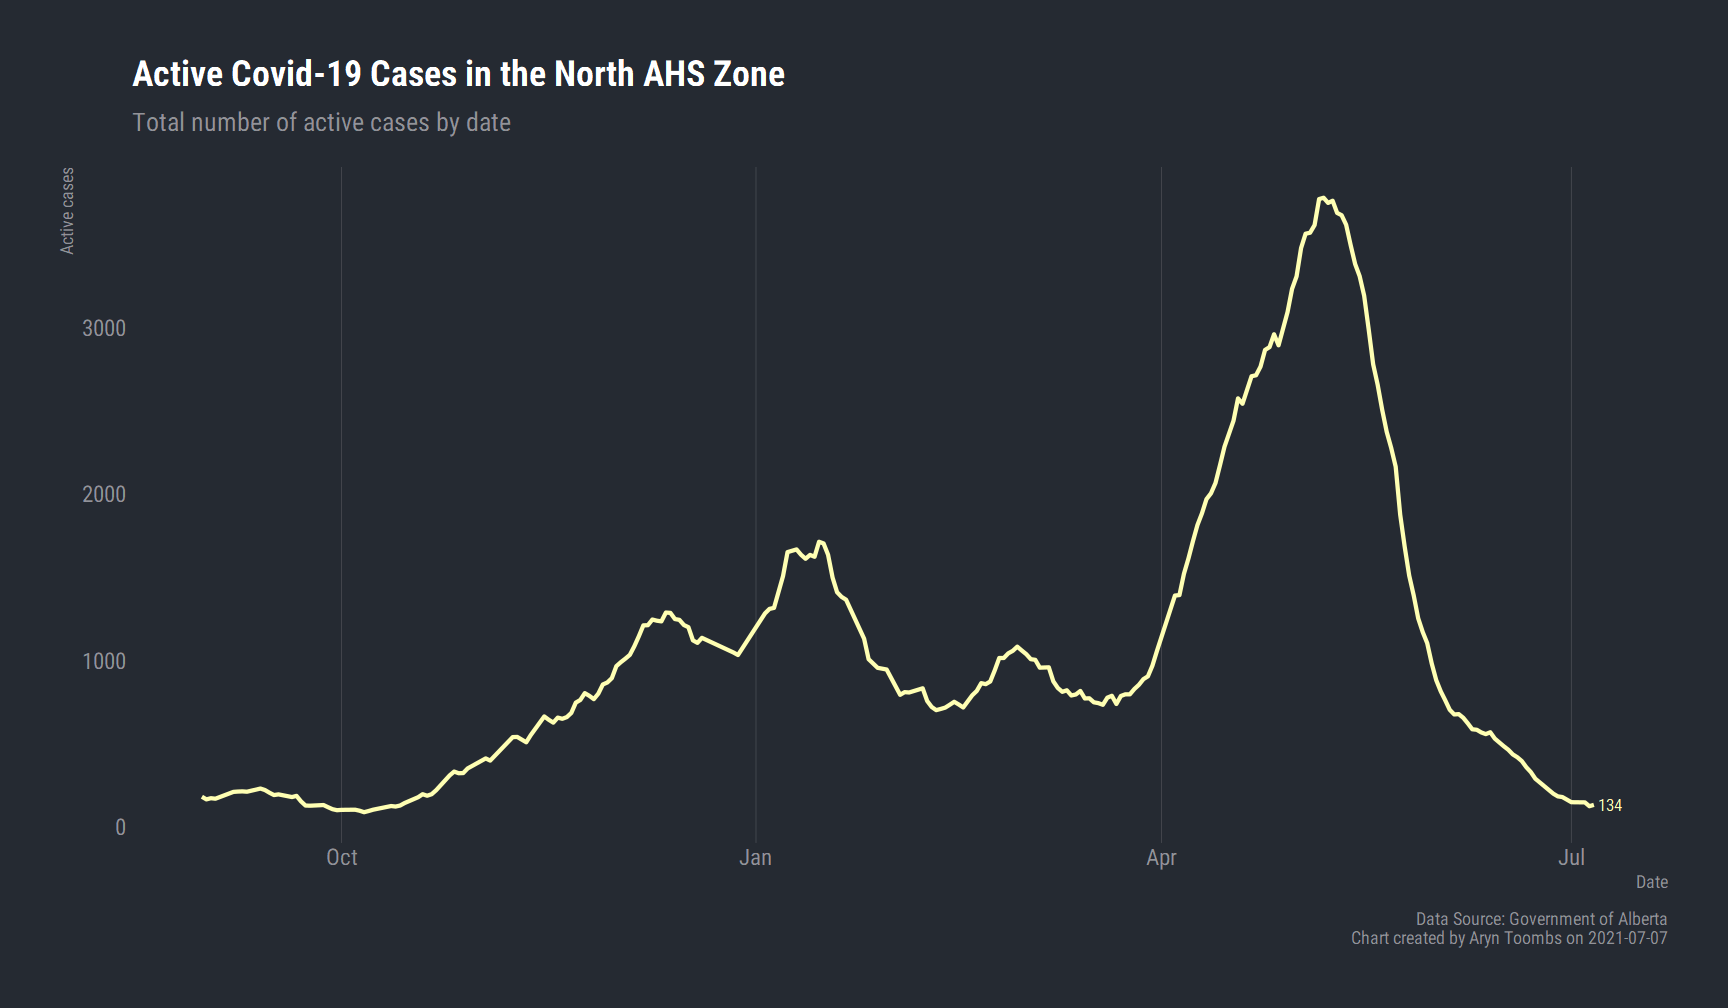 Active Covid-19 Cases in the North AHS Zone
Total number of active cases by date
Active cases
3000
2000
1000
0
134
Oct
Jan
Apr
Jul
Date
Data Source: Government of Alberta
Chart created by Aryn Toombs on 2021-07-07